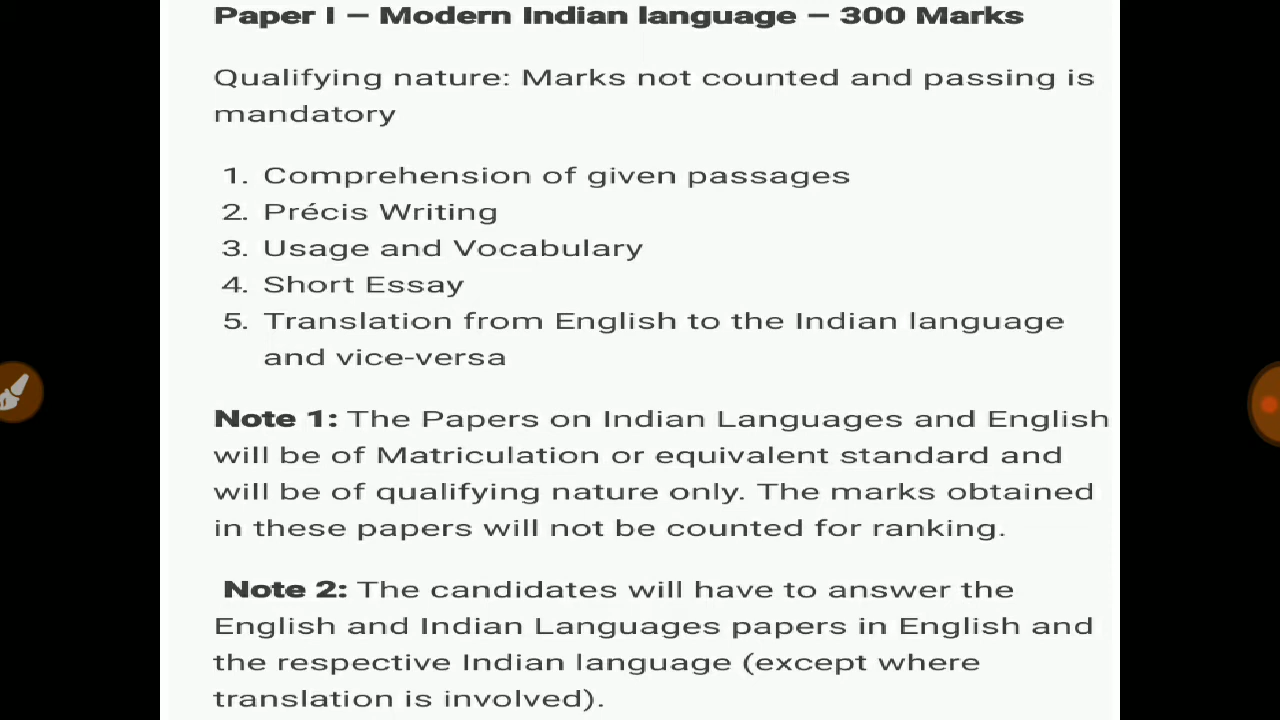 Paper I – Modern Indian language – 300 Marks
Qualifying nature: Marks not counted and passing is
mandatory
1. Comprehension of given passages
2. Précis Writing
3. Usage and Vocabulary
4. Short Essay
5. Translation from English to the Indian language
and vice-versa
Note 1: The Papers on Indian Languages and English
will be of Matriculation or equivalent standard and
will be of qualifying nature only. The marks obtained
in these papers will not be counted for ranking.
Note 2: The candidates will have to answer the
English and Indian Languages papers in English and
the respective Indian language (except where
translation is involved).